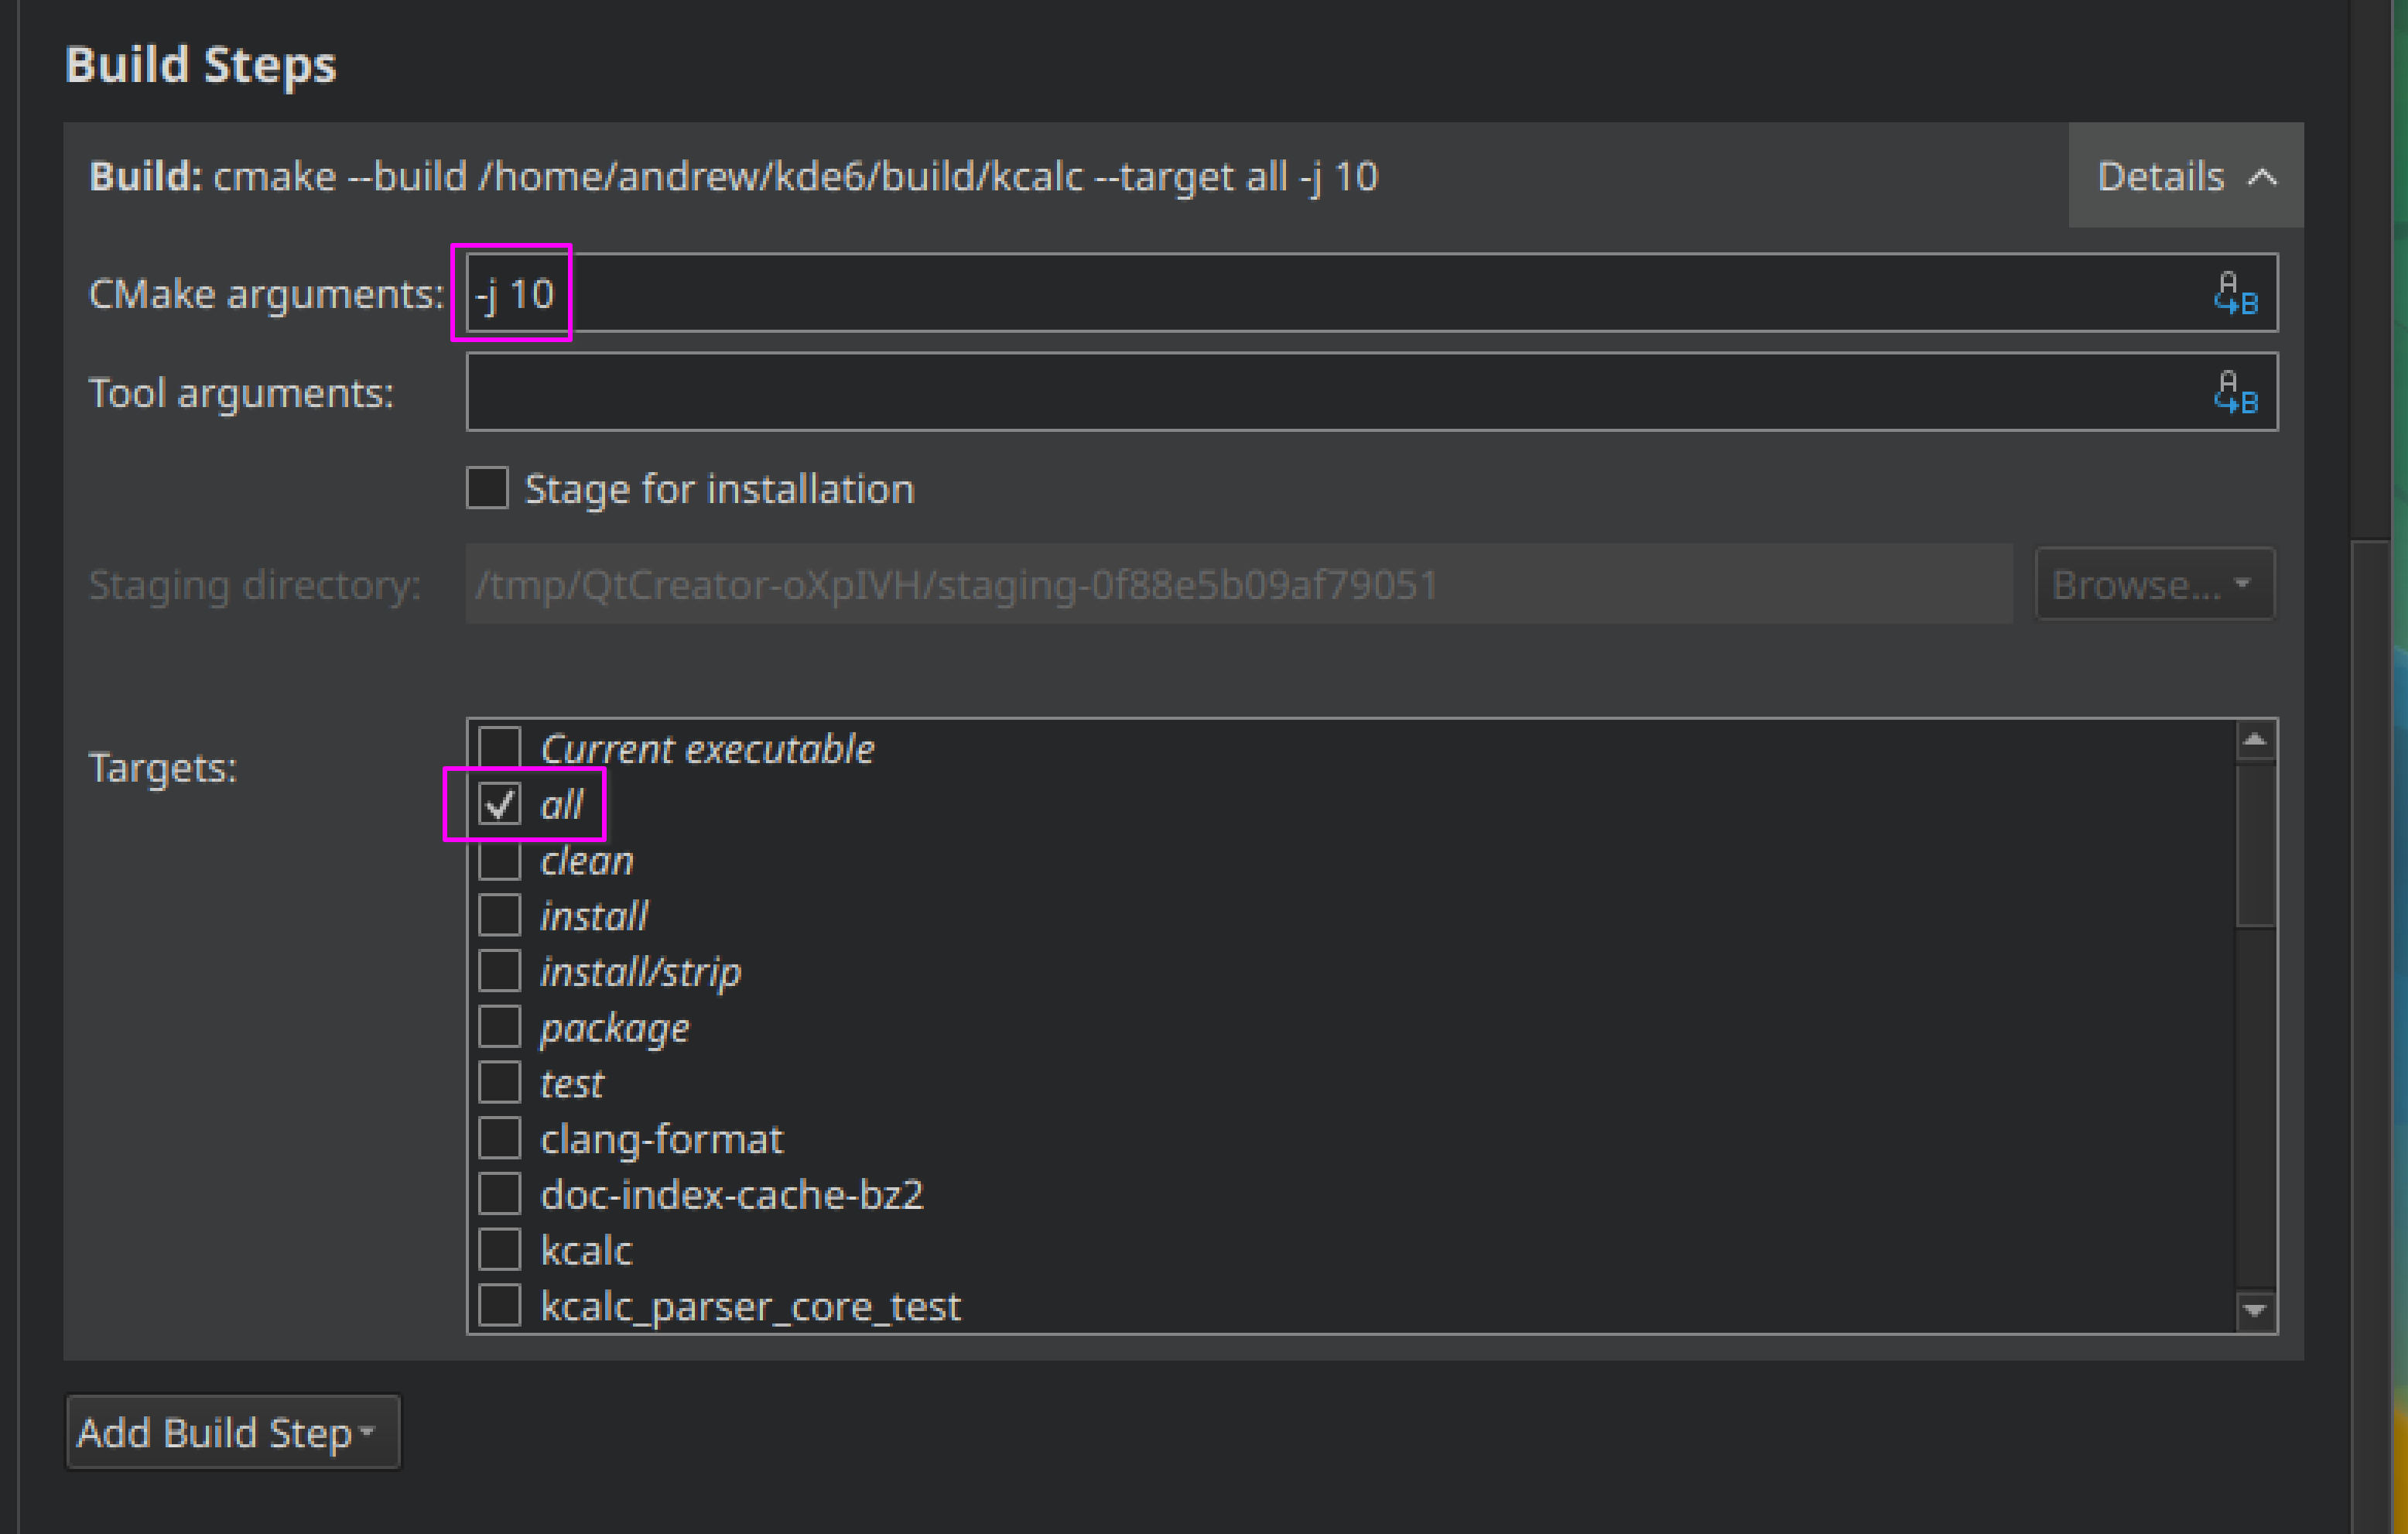 Build Steps
Build: cmake --build /home/andrew/kde6/build/kcalc --target all -j 10
Details
CMake arguments: -j 10
Tool arguments:
Stage for installation
Staging directory: /tmp/QtCreator-oXpIVH/staging-0f88e5b09af79051 Browse...
Targets:
Current executable
all
clean
install
install/strip
package
test
clang-format
doc-index-cache-bz2
kcalc
kcalc_parser_core_test
Add Build Step